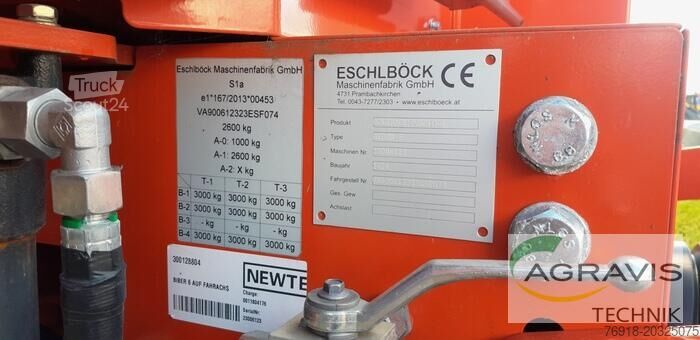 Truck
Scout24
Eschlböck Maschinenfabrik GmbH
S1a
e1*167/2013*00453
VA900612323ESF074
2600 kg
A-0: 1000 kg
A-1: 2600 kg
A-2: X kg
T-1 T-2 T-3
B-1 3000 kg 3000 kg 3000 kg
B-2 3000 kg 3000 kg 3000 kg
B-3 - kg - kg - kg
B-4 3000 kg 3000 kg 3000 kg
300128804
BIBER 6 AUF FAHRACHS
NEWTE
Charge:
SerialNr:
23006123
ESCHLBÖCK CE
Maschinenfabrik GmbH
4731 Prambachkirchen
Tel. 0043-7277/2303 - www.eschlboeck.at
Produkt
Type
Maschinen Nr.
Baujahr
Fahrgestell Nr.
Ges. Gew
Achslast
AGRAVIS
TECHNIK
76918-20325075